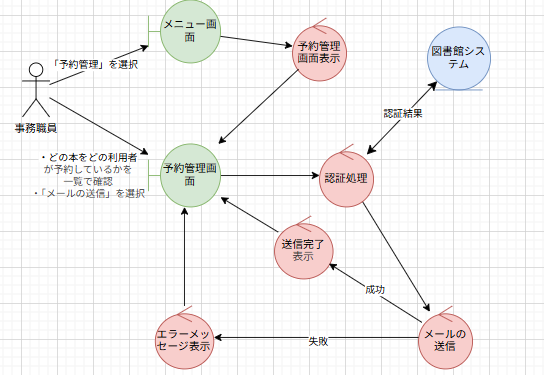 メニュー画
面
「予約管理」を選択
予約管理
画面表示
図書館シス
テム
事務職員
認証結果
・どの本をどの利用者
が予約しているかを
一覧で確認
・「メールの送信」を選択
予約管理画
面
認証処理
送信完了
表示
成功
エラーメッ
セージ表示
失敗
メールの
送信